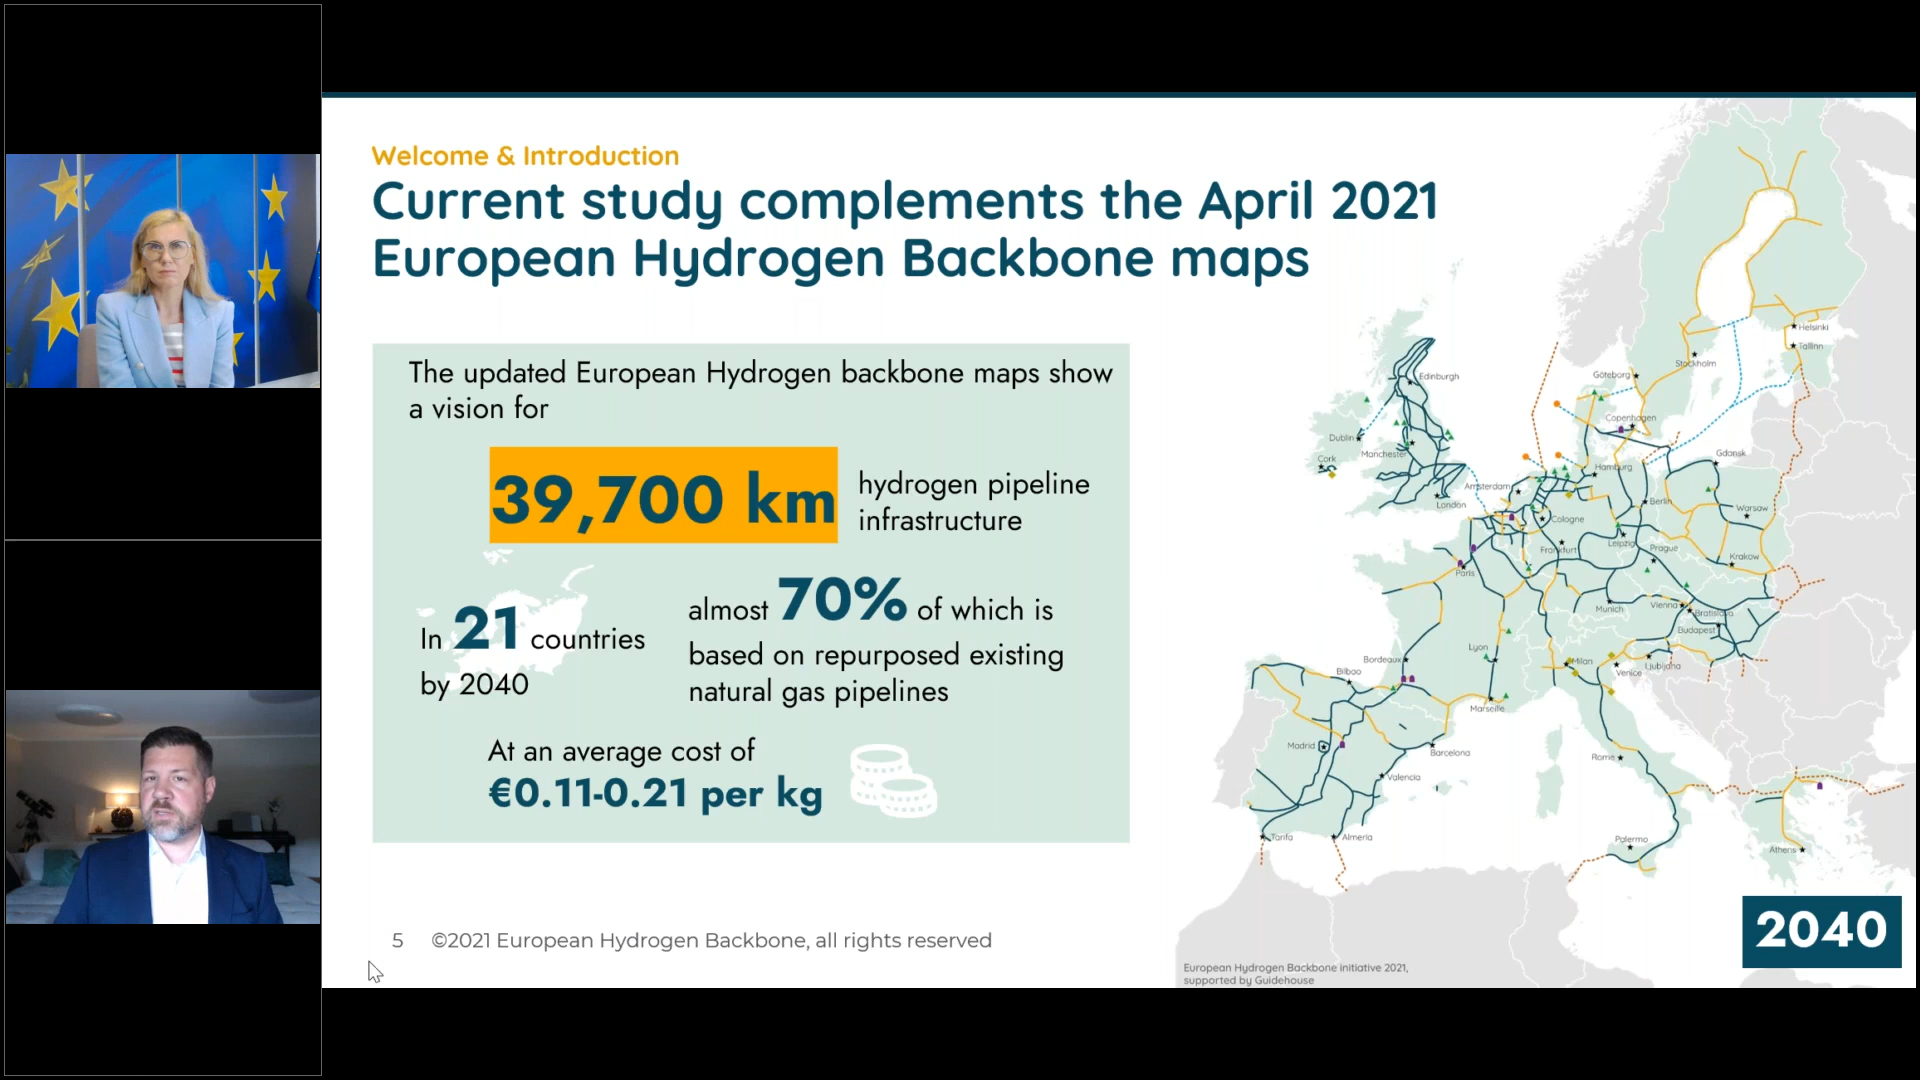 Welcome & Introduction
Current study complements the April 2021
European Hydrogen Backbone maps
The updated European Hydrogen backbone maps show
a vision for
39,700 km
hydrogen pipeline
infrastructure
In 21 countries
by 2040
almost 70% of which is
based on repurposed existing
natural gas pipelines
At an average cost of
€0.11-0.21 per kg
5 ©2021 European Hydrogen Backbone, all rights reserved
Helsinki
Tallinn
Stockholm
Göteborg
Edinburgh
Copenhagen
Dublin
Manchester
Cork
Gdansk
Hamburg
Amsterdam
London
Berlin
Warsaw
Cologne
Frankfurt
Leipzig
Prague
Krakow
Paris
Munich
Vienna
Bratislava
Budapest
Lyon
Bordeaux
Milan
Venice
Ljubljana
Bilbao
Marseille
Madrid
Barcelona
Rome
Valencia
Tarifa
Almeria
Palermo
Athens
2040
European Hydrogen Backbone initiative 2021,
supported by Guidehouse